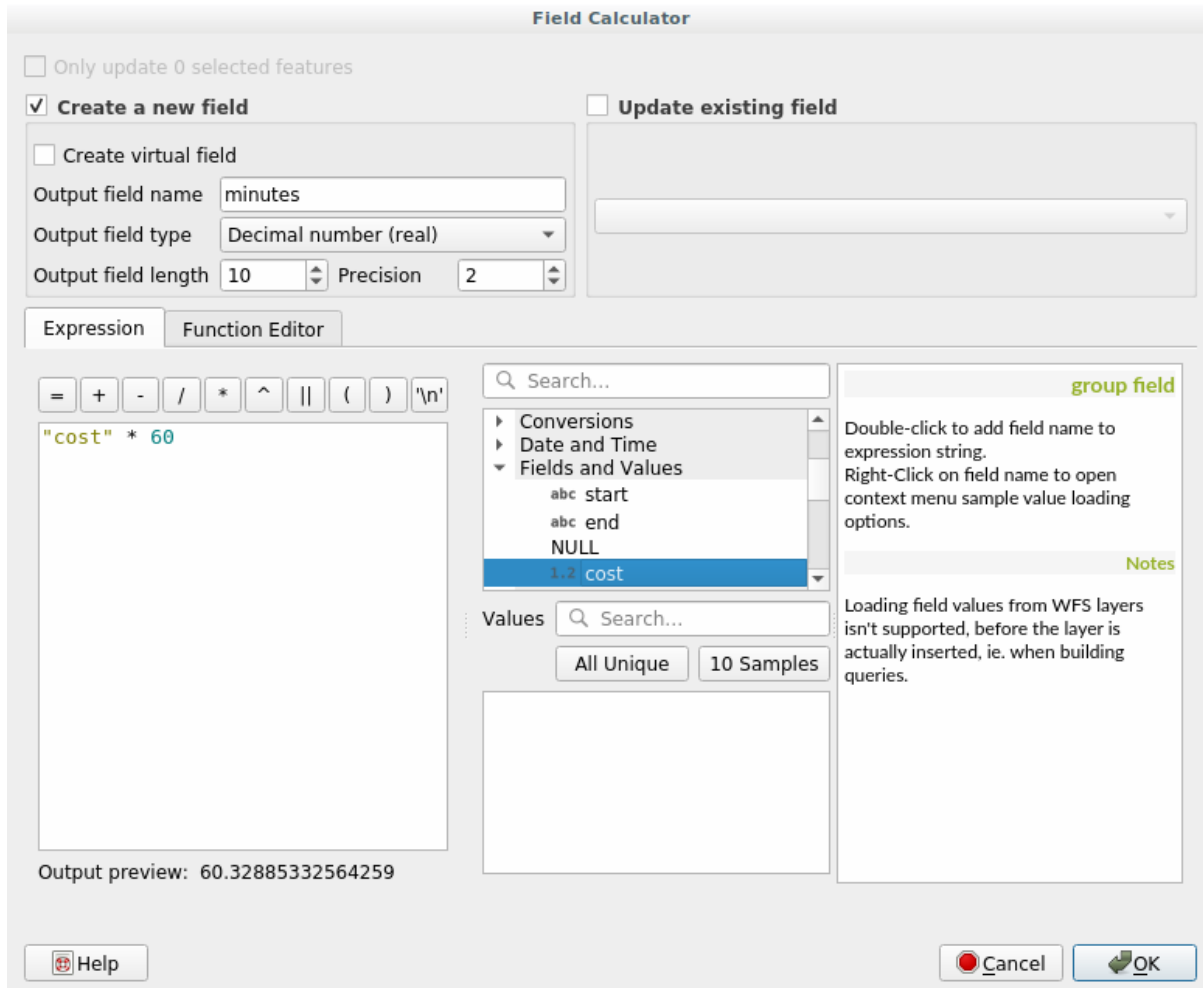 Field Calculator
Only update 0 selected features
Create a new field
Update existing field
Create virtual field
Output field name minutes
Output field type Decimal number (real)
Output field length 10 Precision 2
Expression Function Editor
= + - / * ^ || ( ) '\n'
"cost" * 60
Output preview: 60.32885332564259
Search...
Conversions
Date and Time
Fields and Values
abc start
abc end
NULL
1.2 cost
Values Search...
All Unique 10 Samples
group field
Double-click to add field name to
expression string.
Right-Click on field name to open
context menu sample value loading
options.
Notes
Loading field values from WFS layers
isn't supported, before the layer is
actually inserted, ie. when building
queries.
Help
Cancel
OK